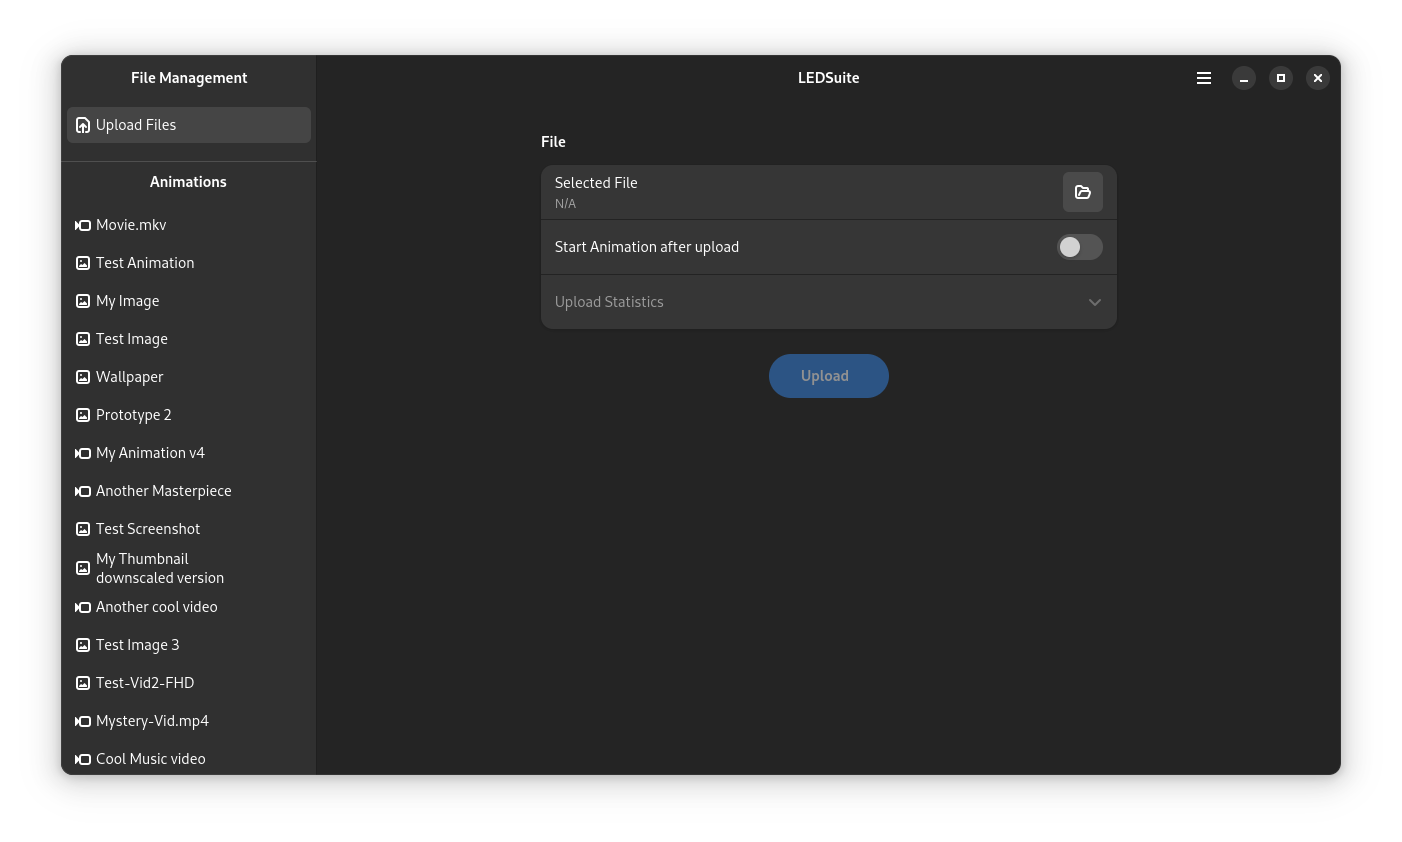 File Management
Upload Files
Animations
Movie.mkv
Test Animation
My Image
Test Image
Wallpaper
Prototype 2
My Animation v4
Another Masterpiece
Test Screenshot
My Thumbnail
downscaled version
Another cool video
Test Image 3
Test-Vid2-FHD
Mystery-Vid.mp4
Cool Music video
LEDSuite
File
Selected File
N/A
Start Animation after upload
Upload Statistics
Upload